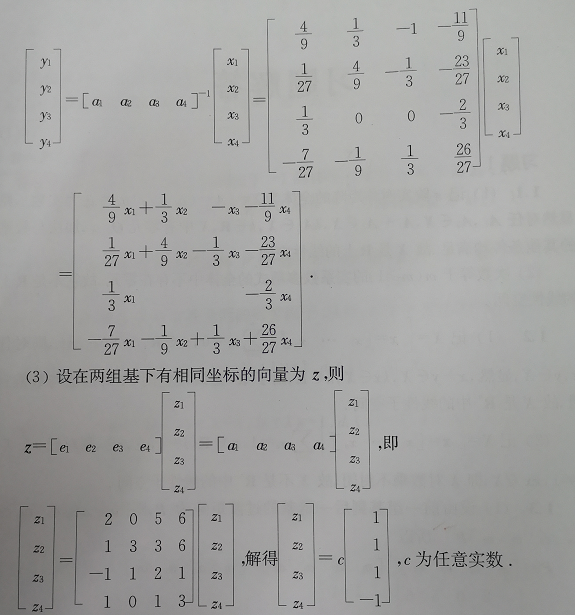 $\begin{bmatrix} y_1 \\ y_2 \\ y_3 \\ y_4 \end{bmatrix} = [a_1 \quad a_2 \quad a_3 \quad a_4]^{-1} \begin{bmatrix} x_1 \\ x_2 \\ x_3 \\ x_4 \end{bmatrix} = \begin{bmatrix} \frac{4}{9} & \frac{1}{3} & -1 & -\frac{11}{9} \\ \frac{1}{27} & \frac{4}{9} & -\frac{1}{3} & -\frac{23}{27} \\ \frac{1}{3} & 0 & 0 & -\frac{2}{3} \\ -\frac{7}{27} & -\frac{1}{9} & \frac{1}{3} & \frac{26}{27} \end{bmatrix} \begin{bmatrix} x_1 \\ x_2 \\ x_3 \\ x_4 \end{bmatrix}$
$= \begin{bmatrix} \frac{4}{9}x_1 + \frac{1}{3}x_2 - x_3 - \frac{11}{9}x_4 \\ \frac{1}{27}x_1 + \frac{4}{9}x_2 - \frac{1}{3}x_3 - \frac{23}{27}x_4 \\ \frac{1}{3}x_1 \qquad - \frac{2}{3}x_4 \\ -\frac{7}{27}x_1 - \frac{1}{9}x_2 + \frac{1}{3}x_3 + \frac{26}{27}x_4 \end{bmatrix}.$
(3) 设在两组基下有相同坐标的向量为 z,则
$z = [e_1 \quad e_2 \quad e_3 \quad e_4] \begin{bmatrix} z_1 \\ z_2 \\ z_3 \\ z_4 \end{bmatrix} = [a_1 \quad a_2 \quad a_3 \quad a_4] \begin{bmatrix} z_1 \\ z_2 \\ z_3 \\ z_4 \end{bmatrix}$,即
$\begin{bmatrix} z_1 \\ z_2 \\ z_3 \\ z_4 \end{bmatrix} = \begin{bmatrix} 2 & 0 & 5 & 6 \\ 1 & 3 & 3 & 6 \\ -1 & 1 & 2 & 1 \\ 1 & 0 & 1 & 3 \end{bmatrix} \begin{bmatrix} z_1 \\ z_2 \\ z_3 \\ z_4 \end{bmatrix}$,解得$\begin{bmatrix} z_1 \\ z_2 \\ z_3 \\ z_4 \end{bmatrix} = c \begin{bmatrix} 1 \\ 1 \\ 1 \\ -1 \end{bmatrix}$,c 为任意实数.